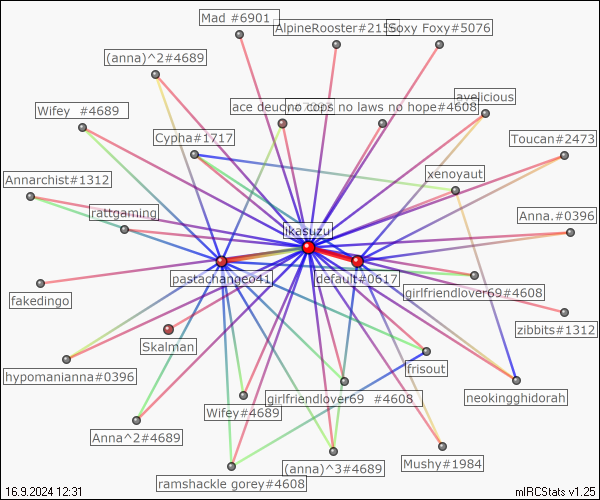 Mad #6901
AlpineRooster#215
Soxy Foxy#5076
(anna)^2#4689
ace deuc
no cops no laws no hope#4608
ayelicious
Wifey  #4689
Cypha#1717
Toucan#2473
xenoyaut
Annarchist#1312
rattgaming
Anna.#0396
ikasuzu
pastachangeo41
default#0617
girlfriendlover69#4608
fakedingo
zibbits#1312
Skalman
frisout
hypomanianna#0396
girlfriendlover69  #4608
neokingghidorah
Wifey#4689
Anna^2#4689
(anna)^3#4689
Mushy#1984
ramshackle gorey#4608
16.9.2024 12:31
mIRCStats v1.25